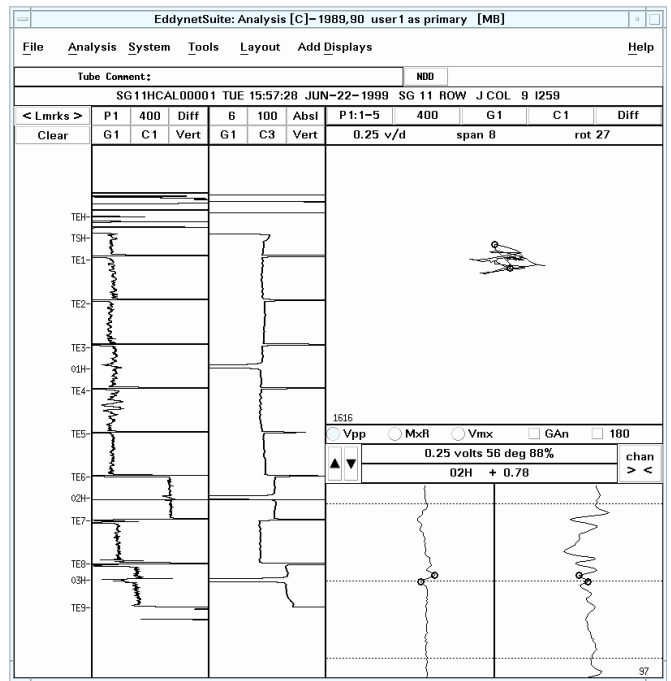 EddynetSuite: Analysis [C]-1989,90 user1 as primary [MB]
File Analysis System Tools Layout Add Displays Help
Tube Comment: NDD
SG11HCAL00001 TUE 15:57:28 JUN-22-1999 SG 11 ROW J COL 9 I259
< Lmrks > P1 400 Diff 6 100 Absl P1:1-5 400 G1 C1 Diff
Clear G1 C1 Vert G1 C3 Vert 0.25 v/d span 8 rot 27
TEH
TSH
TE1
TE2
TE3
01H
TE4
TE5
TE6
02H
TE7
TE8
03H
TE9
1616
Vpp MxR Vmx GAn 180
0.25 volts 56 deg 88% chan
02H + 0.78 > <
97